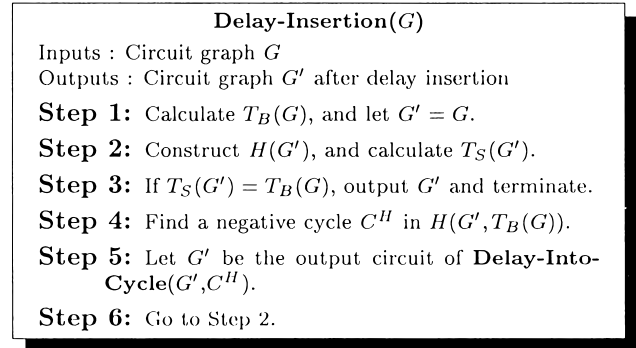 Delay-Insertion(G)
Inputs : Circuit graph G
Outputs : Circuit graph G′ after delay insertion
Step 1: Calculate T_B(G), and let G′ = G.
Step 2: Construct H(G′), and calculate T_S(G′).
Step 3: If T_S(G′) = T_B(G), output G′ and terminate.
Step 4: Find a negative cycle C^H in H(G′, T_B(G)).
Step 5: Let G′ be the output circuit of Delay-Into-
Cycle(G′,C^H).
Step 6: Go to Step 2.